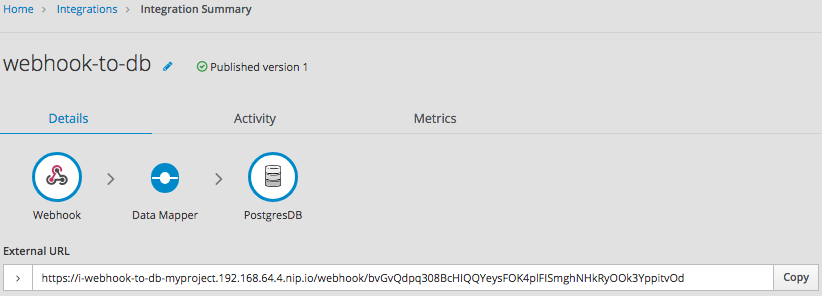 Home > Integrations > Integration Summary
webhook-to-db Published version 1
Details Activity Metrics
Webhook > Data Mapper > PostgresDB
External URL
> https://i-webhook-to-db-myproject.192.168.64.4.nip.io/webhook/bvGvQdpq308BcHIQQYeysFOK4plFISmghNHkRyOOk3YppitvOd Copy